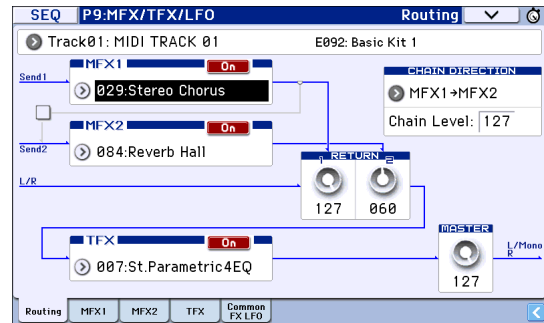 SEQ P9:MFX/TFX/LFO Routing
Track01: MIDI TRACK 01 E092: Basic Kit 1
MFX1 On
Send1
029:Stereo Chorus
CHAIN DIRECTION
MFX1→MFX2
Chain Level: 127
MFX2 On
Send2
084:Reverb Hall
L/R
1 RETURN 2
127 060
TFX On
007:St.Parametric4EQ
MASTER
127
L/Mono
R
Routing MFX1 MFX2 TFX Common
FX LFO